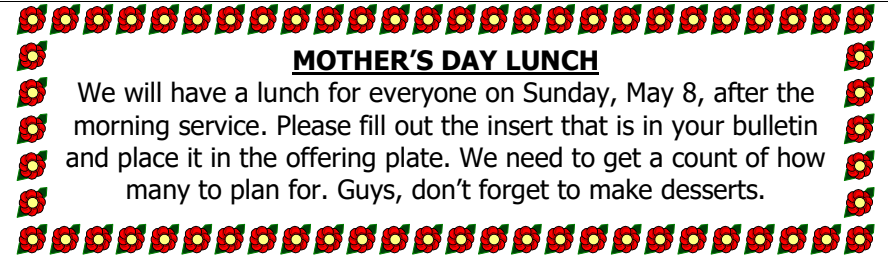 MOTHER’S DAY LUNCH
We will have a lunch for everyone on Sunday, May 8, after the
morning service. Please fill out the insert that is in your bulletin
and place it in the offering plate. We need to get a count of how
many to plan for. Guys, don’t forget to make desserts.